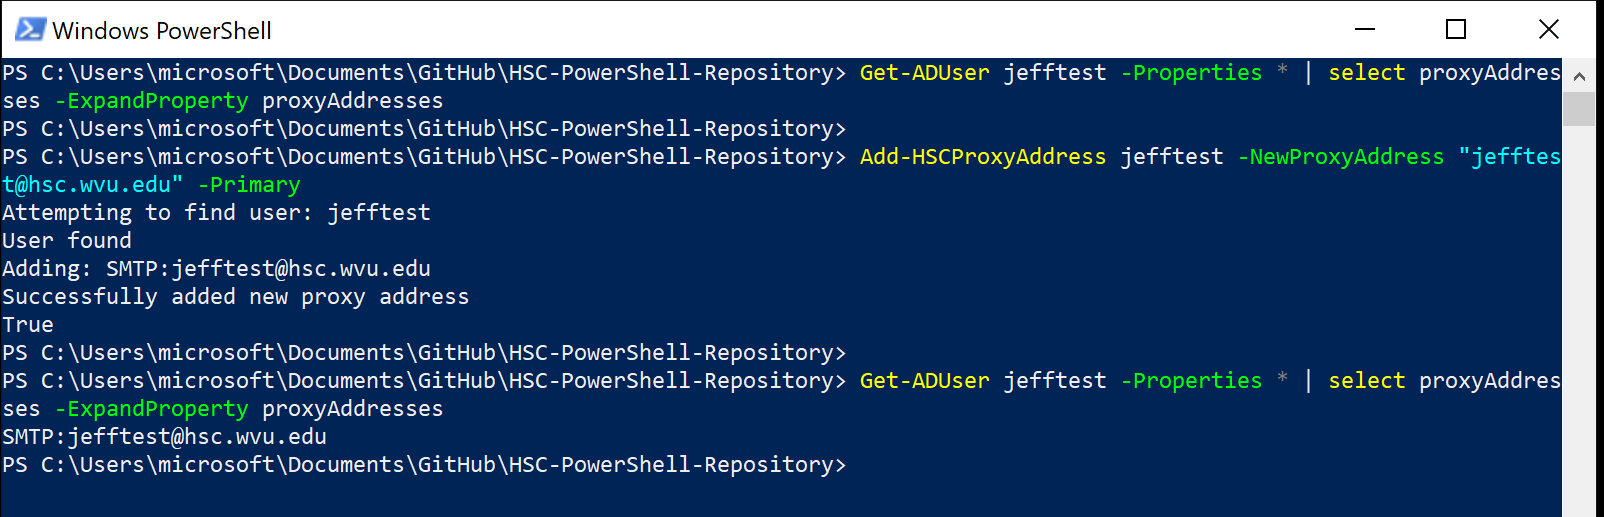 Windows PowerShell
PS C:\Users\microsoft\Documents\GitHub\HSC-PowerShell-Repository> Get-ADUser jefftest -Properties * | select proxyAddres
ses -ExpandProperty proxyAddresses
PS C:\Users\microsoft\Documents\GitHub\HSC-PowerShell-Repository>
PS C:\Users\microsoft\Documents\GitHub\HSC-PowerShell-Repository> Add-HSCProxyAddress jefftest -NewProxyAddress "jefftes
t@hsc.wvu.edu" -Primary
Attempting to find user: jefftest
User found
Adding: SMTP:jefftest@hsc.wvu.edu
Successfully added new proxy address
True
PS C:\Users\microsoft\Documents\GitHub\HSC-PowerShell-Repository>
PS C:\Users\microsoft\Documents\GitHub\HSC-PowerShell-Repository> Get-ADUser jefftest -Properties * | select proxyAddres
ses -ExpandProperty proxyAddresses
SMTP:jefftest@hsc.wvu.edu
PS C:\Users\microsoft\Documents\GitHub\HSC-PowerShell-Repository>